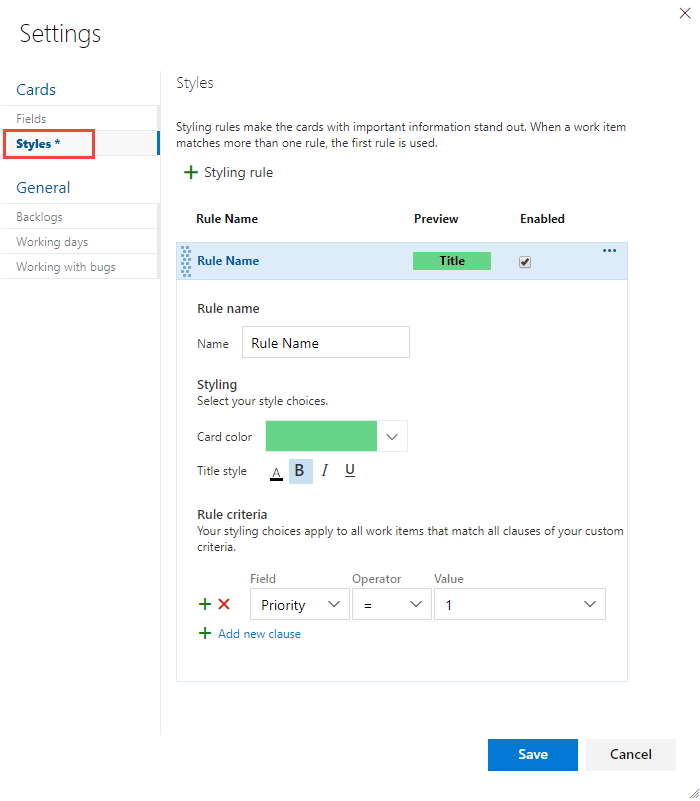 Settings
Cards
Fields
Styles *
General
Backlogs
Working days
Working with bugs
Styles
Styling rules make the cards with important information stand out. When a work item
matches more than one rule, the first rule is used.
+ Styling rule
Rule Name Preview Enabled
Rule Name Title ...
Rule name
Name Rule Name
Styling
Select your style choices.
Card color
Title style A B I U
Rule criteria
Your styling choices apply to all work items that match all clauses of your custom
criteria.
Field Operator Value
Priority = 1
+ Add new clause
Save Cancel